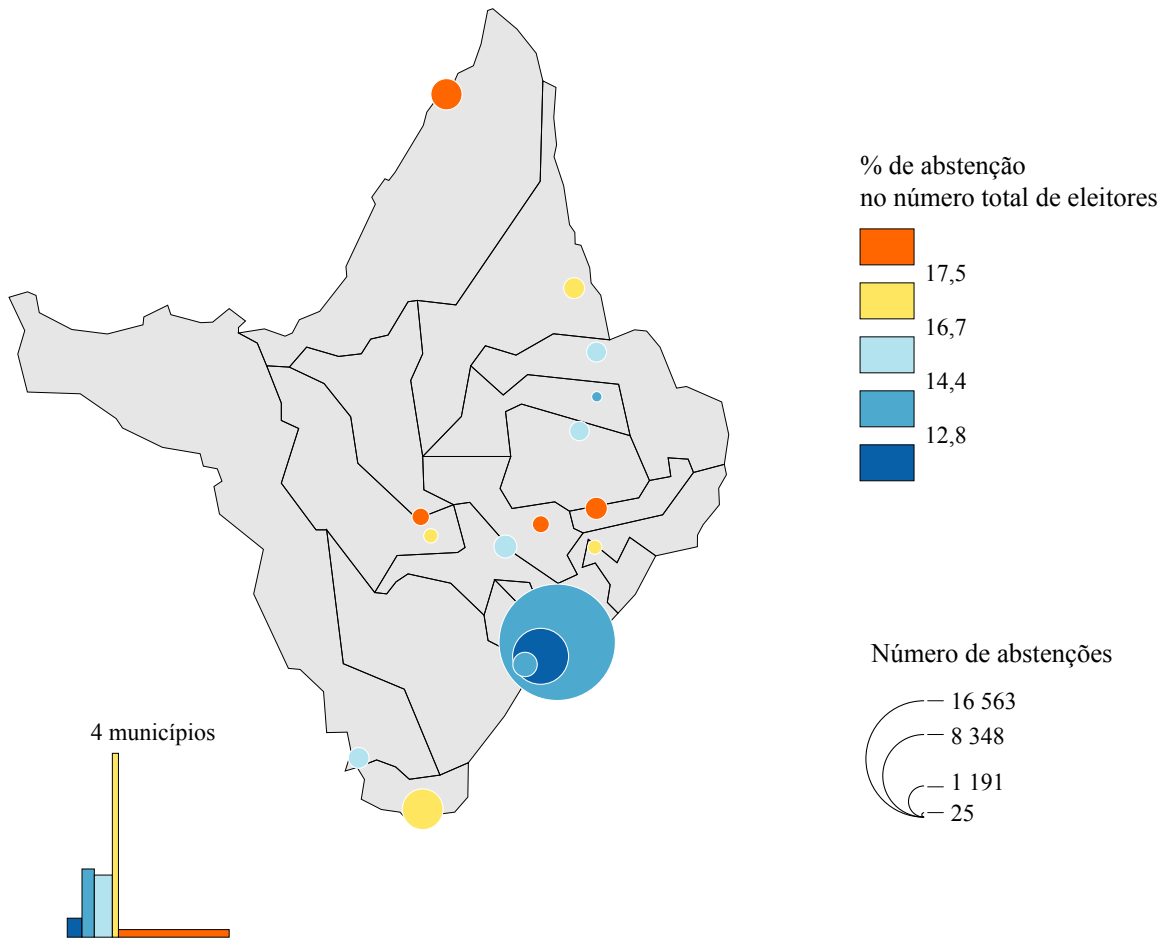 % de abstenção
no número total de eleitores
17,5
16,7
14,4
12,8
Número de abstenções
16 563
8 348
1 191
25
4 municípios